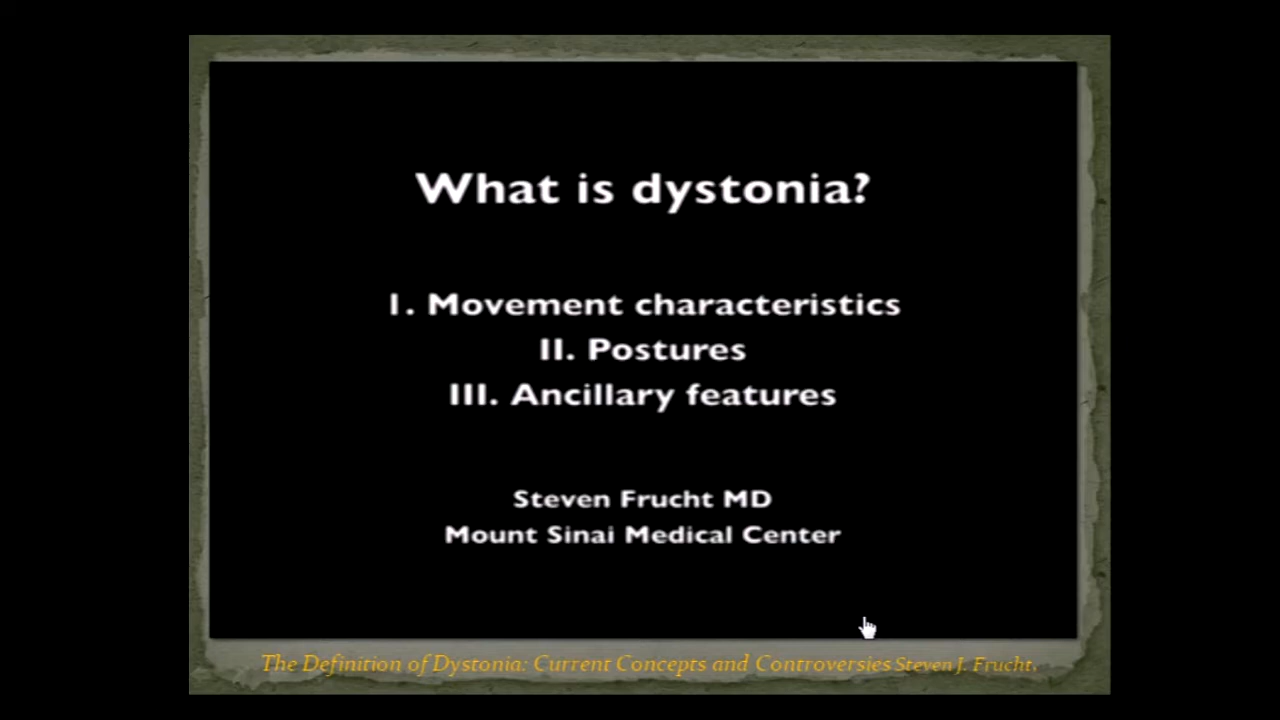 What is dystonia?
I. Movement characteristics
II. Postures
III. Ancillary features
Steven Frucht MD
Mount Sinai Medical Center
The Definition of Dystonia: Current Concepts and Controversies Steven J. Frucht.